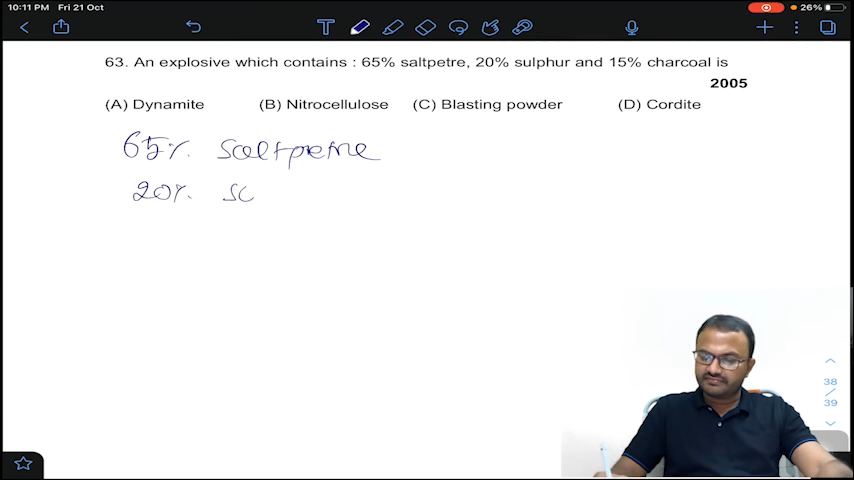 10:11 PM Fri 21 Oct
26%
63. An explosive which contains : 65% saltpetre, 20% sulphur and 15% charcoal is
2005
(A) Dynamite (B) Nitrocellulose (C) Blasting powder (D) Cordite
65% Saltpetre
20% SC
38
39